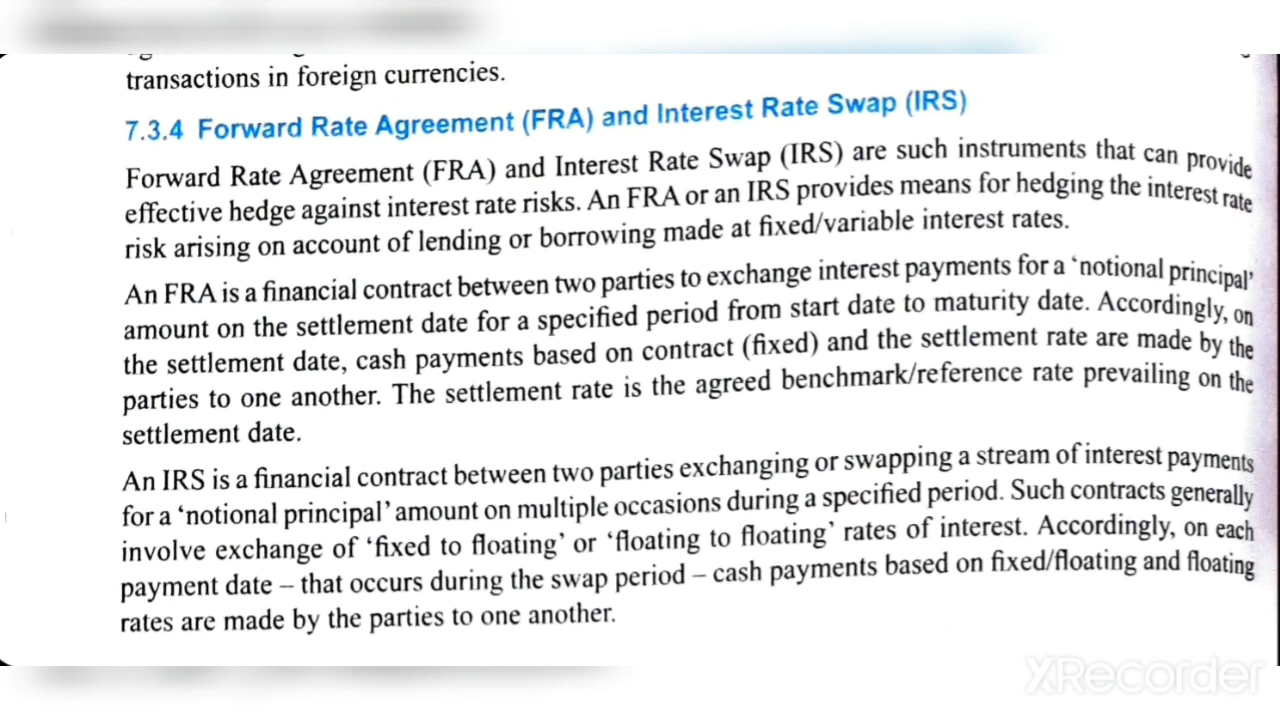 transactions in foreign currencies.
7.3.4 Forward Rate Agreement (FRA) and Interest Rate Swap (IRS)
Forward Rate Agreement (FRA) and Interest Rate Swap (IRS) are such instruments that can provide
effective hedge against interest rate risks. An FRA or an IRS provides means for hedging the interest rate
risk arising on account of lending or borrowing made at fixed/variable interest rates.
An FRA is a financial contract between two parties to exchange interest payments for a ‘notional principal’
amount on the settlement date for a specified period from start date to maturity date. Accordingly, on
the settlement date, cash payments based on contract (fixed) and the settlement rate are made by the
parties to one another. The settlement rate is the agreed benchmark/reference rate prevailing on the
settlement date.
An IRS is a financial contract between two parties exchanging or swapping a stream of interest payments
for a ‘notional principal’ amount on multiple occasions during a specified period. Such contracts generally
involve exchange of ‘fixed to floating’ or ‘floating to floating’ rates of interest. Accordingly, on each
payment date – that occurs during the swap period – cash payments based on fixed/floating and floating
rates are made by the parties to one another.
XRecorder